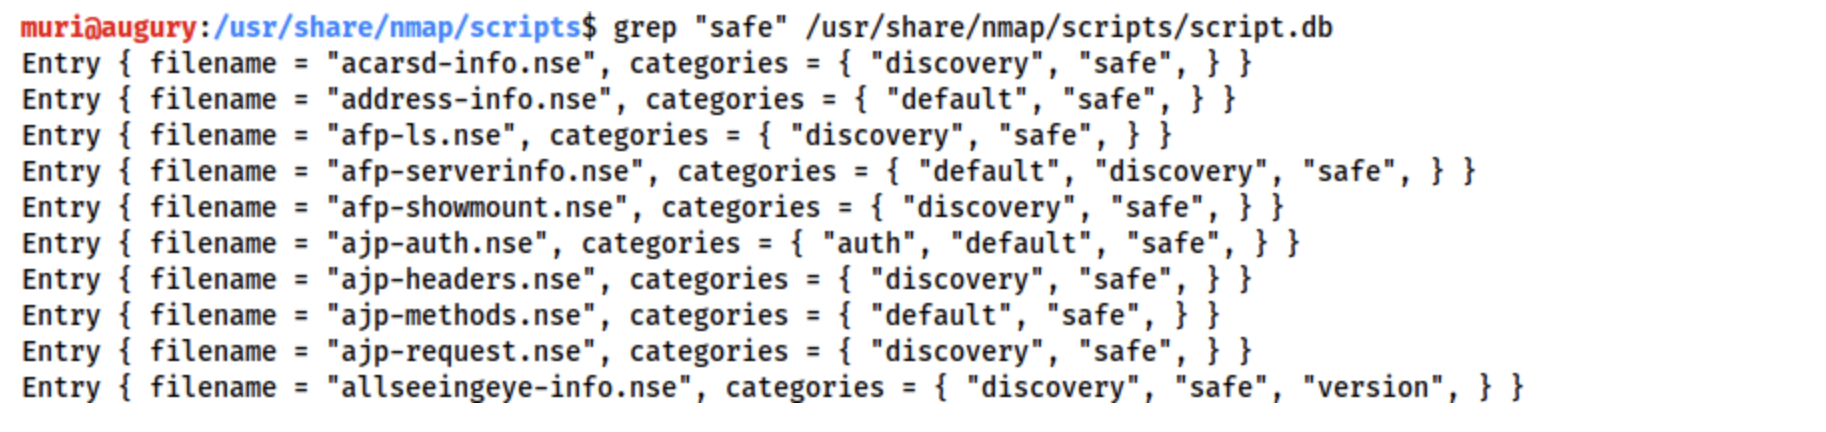 muri@augury:/usr/share/nmap/scripts$ grep "safe" /usr/share/nmap/scripts/script.db
Entry { filename = "acarsd-info.nse", categories = { "discovery", "safe", } }
Entry { filename = "address-info.nse", categories = { "default", "safe", } }
Entry { filename = "afp-ls.nse", categories = { "discovery", "safe", } }
Entry { filename = "afp-serverinfo.nse", categories = { "default", "discovery", "safe", } }
Entry { filename = "afp-showmount.nse", categories = { "discovery", "safe", } }
Entry { filename = "ajp-auth.nse", categories = { "auth", "default", "safe", } }
Entry { filename = "ajp-headers.nse", categories = { "discovery", "safe", } }
Entry { filename = "ajp-methods.nse", categories = { "default", "safe", } }
Entry { filename = "ajp-request.nse", categories = { "discovery", "safe", } }
Entry { filename = "allseeingeye-info.nse", categories = { "discovery", "safe", "version", } }